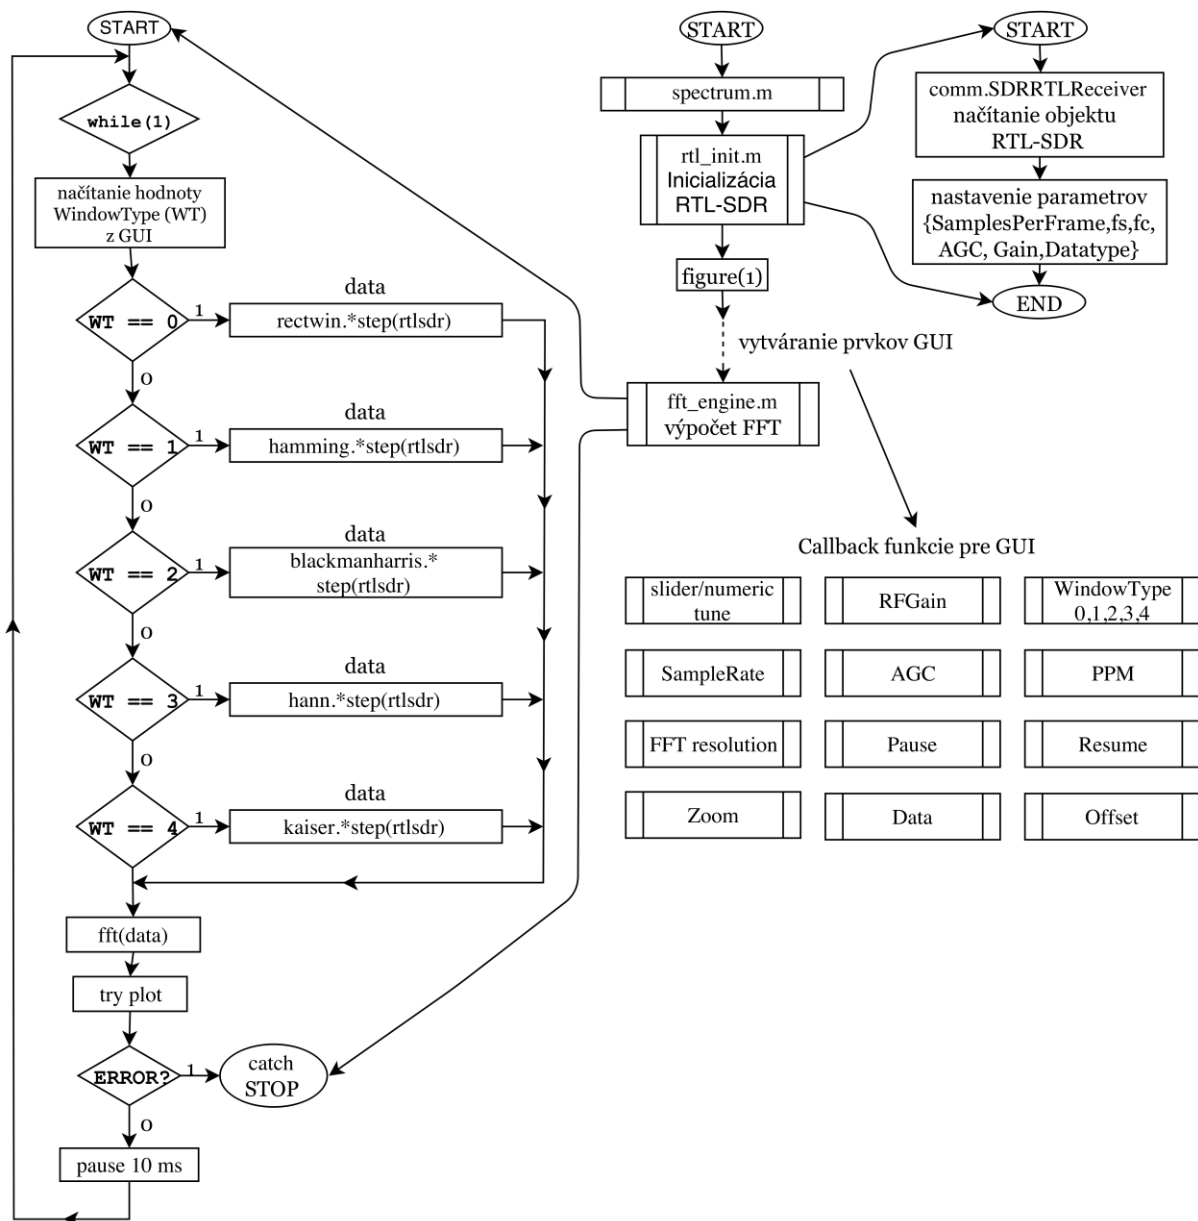 START
while(1)
načítanie hodnoty
WindowType (WT)
z GUI
WT == 0
1
data
rectwin.*step(rtlsdr)
0
WT == 1
1
data
hamming.*step(rtlsdr)
0
WT == 2
1
data
blackmanharris.*
step(rtlsdr)
0
WT == 3
1
data
hann.*step(rtlsdr)
0
WT == 4
1
data
kaiser.*step(rtlsdr)
fft(data)
try plot
ERROR?
1
catch
STOP
0
pause 10 ms
START
spectrum.m
rtl_init.m
Inicializácia
RTL-SDR
figure(1)
vytváranie prvkov GUI
fft_engine.m
výpočet FFT
START
comm.SDRRTLReceiver
načítanie objektu
RTL-SDR
nastavenie parametrov
{SamplesPerFrame,fs,fc,
AGC, Gain,Datatype}
END
Callback funkcie pre GUI
slider/numeric
tune
RFGain
WindowType
0,1,2,3,4
SampleRate
AGC
PPM
FFT resolution
Pause
Resume
Zoom
Data
Offset